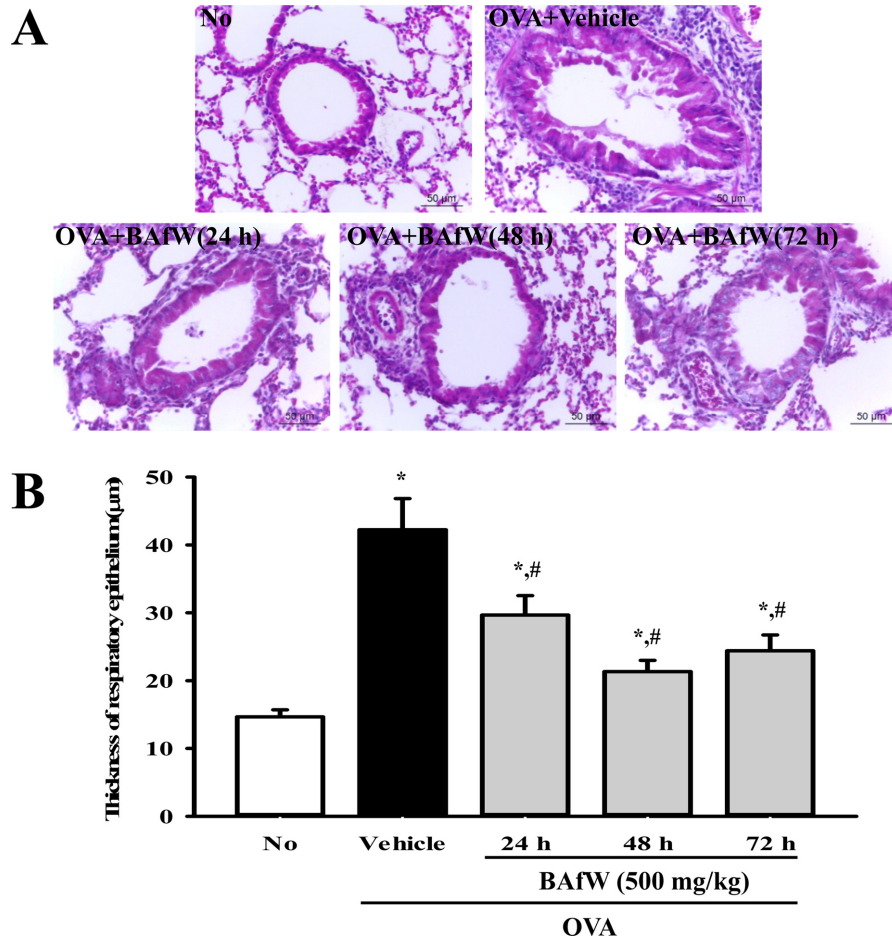 A
No
OVA+Vehicle
50 µm
50 µm
OVA+BAfW(24 h)
OVA+BAfW(48 h)
OVA+BAfW(72 h)
50 µm
50 µm
50 µm
B
Thickness of respiratory epithelium(µm)
50
40
30
20
10
0
*
*,#
*,#
*,#
No
Vehicle
24 h
48 h
72 h
BAfW (500 mg/kg)
OVA